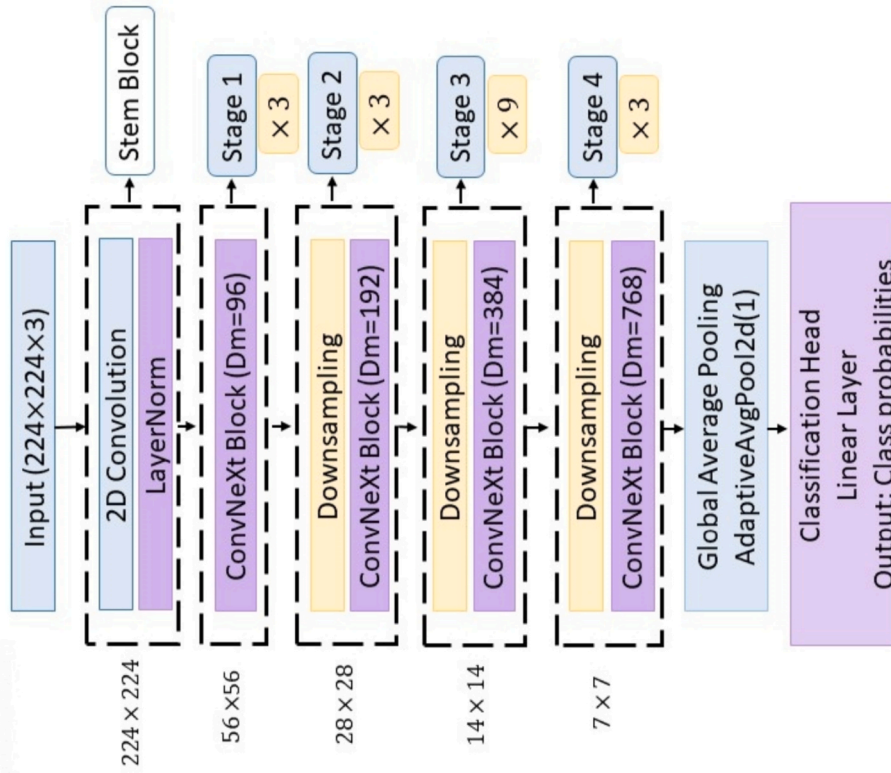 Input (224×224×3)
224 × 224
2D Convolution
LayerNorm
Stem Block
56 ×56
ConvNeXt Block (Dm=96)
Stage 1
× 3
28 × 28
Downsampling
ConvNeXt Block (Dm=192)
Stage 2
× 3
14 × 14
Downsampling
ConvNeXt Block (Dm=384)
Stage 3
× 9
7 × 7
Downsampling
ConvNeXt Block (Dm=768)
Stage 4
× 3
Global Average Pooling
AdaptiveAvgPool2d(1)
Classification Head
Linear Layer
Output: Class probabilities